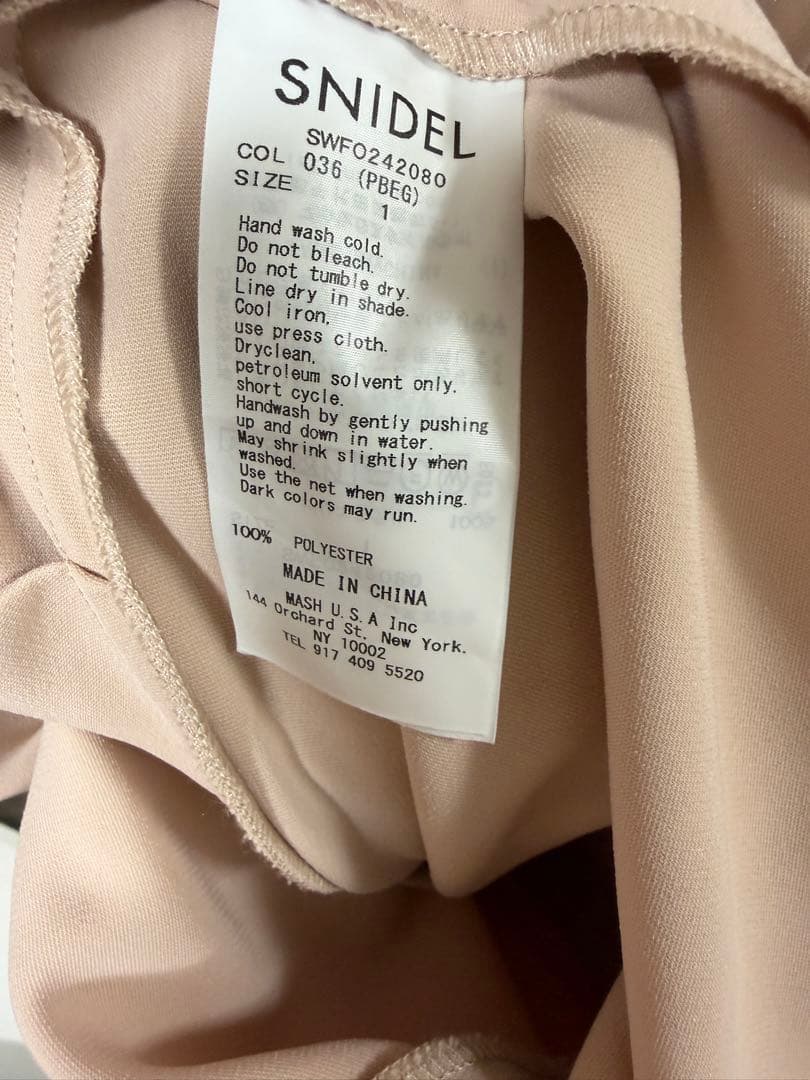 SNIDEL
SWFO242080
COL 036 (PBEG)
SIZE 1
Hand wash cold.
Do not bleach.
Do not tumble dry.
Line dry in shade.
Cool iron,
use press cloth.
Dryclean,
petroleum solvent only.
short cycle.
Handwash by gently pushing
up and down in water.
May shrink slightly when
washed.
Use the net when washing.
Dark colors may run.
100% POLYESTER
MADE IN CHINA
MASH U.S.A Inc
144 Orchard St. New York.
NY 10002
TEL 917 409 5520